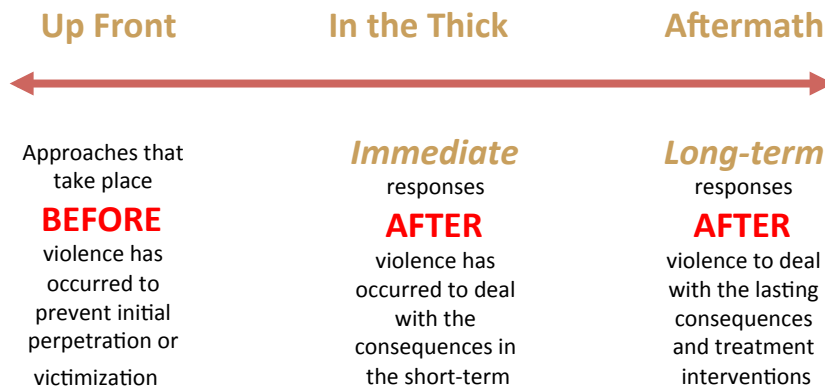 Up Front
In the Thick
Aftermath
Approaches that
take place
BEFORE
violence has
occurred to
prevent initial
perpetration or
victimization
Immediate
responses
AFTER
violence has
occurred to deal
with the
consequences in
the short-term
Long-term
responses
AFTER
violence to deal
with the lasting
consequences
and treatment
interventions